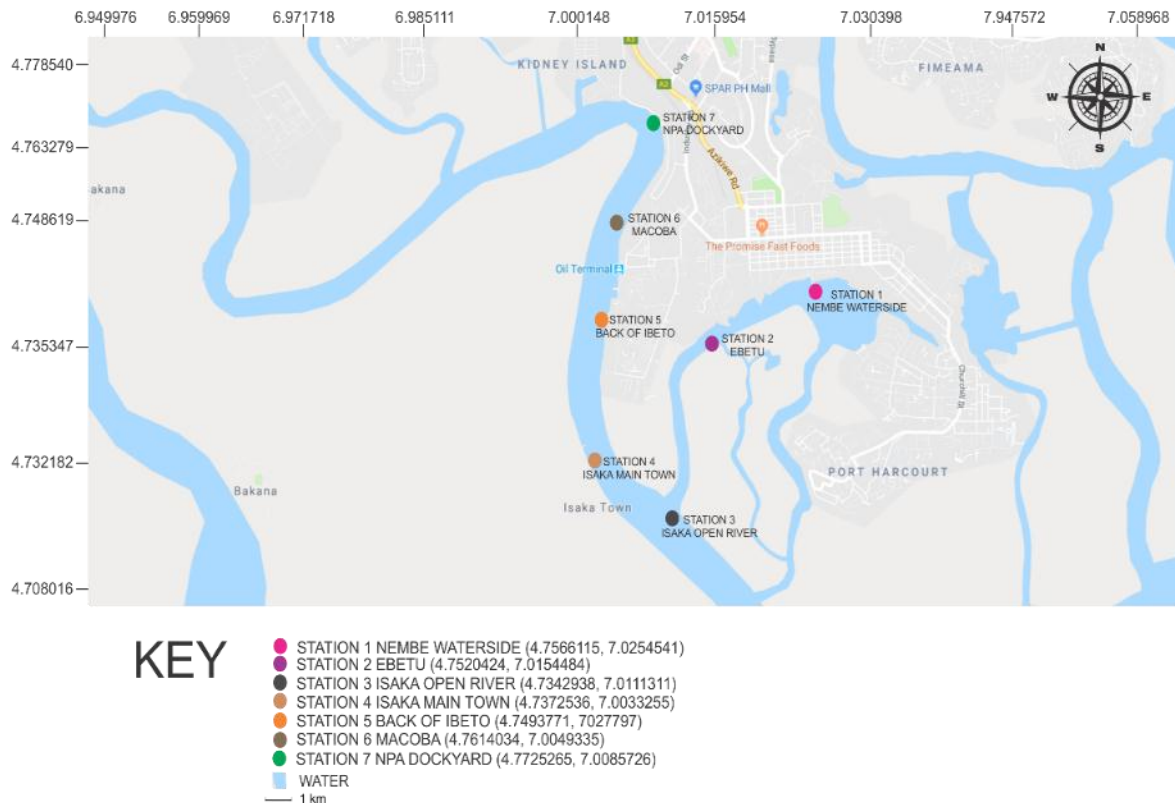 6.949976 6.959969 6.971718 6.985111 7.000148 7.015954 7.030398 7.947572 7.058968
4.778540
4.763279
4.748619
4.735347
4.732182
4.708016
KIDNEY ISLAND
A3
A3
SPAR PH Mall
FIMEAMA
N
W E
S
STATION 7
NPA DOCKYARD
Azikiwe Rd
akana
STATION 6
MACOBA
The Promise Fast Foods
Oil Terminal
STATION 1
NEMBE WATERSIDE
STATION 5
BACK OF IBETO
STATION 2
EBETU
Churchill St
STATION 4
ISAKA MAIN TOWN
PORT HARCOURT
Bakana
Isaka Town
STATION 3
ISAKA OPEN RIVER
KEY
STATION 1 NEMBE WATERSIDE (4.7566115, 7.0254541)
STATION 2 EBETU (4.7520424, 7.0154484)
STATION 3 ISAKA OPEN RIVER (4.7342938, 7.0111311)
STATION 4 ISAKA MAIN TOWN (4.7372536, 7.0033255)
STATION 5 BACK OF IBETO (4.7493771, 7027797)
STATION 6 MACOBA (4.7614034, 7.0049335)
STATION 7 NPA DOCKYARD (4.7725265, 7.0085726)
WATER
1 km